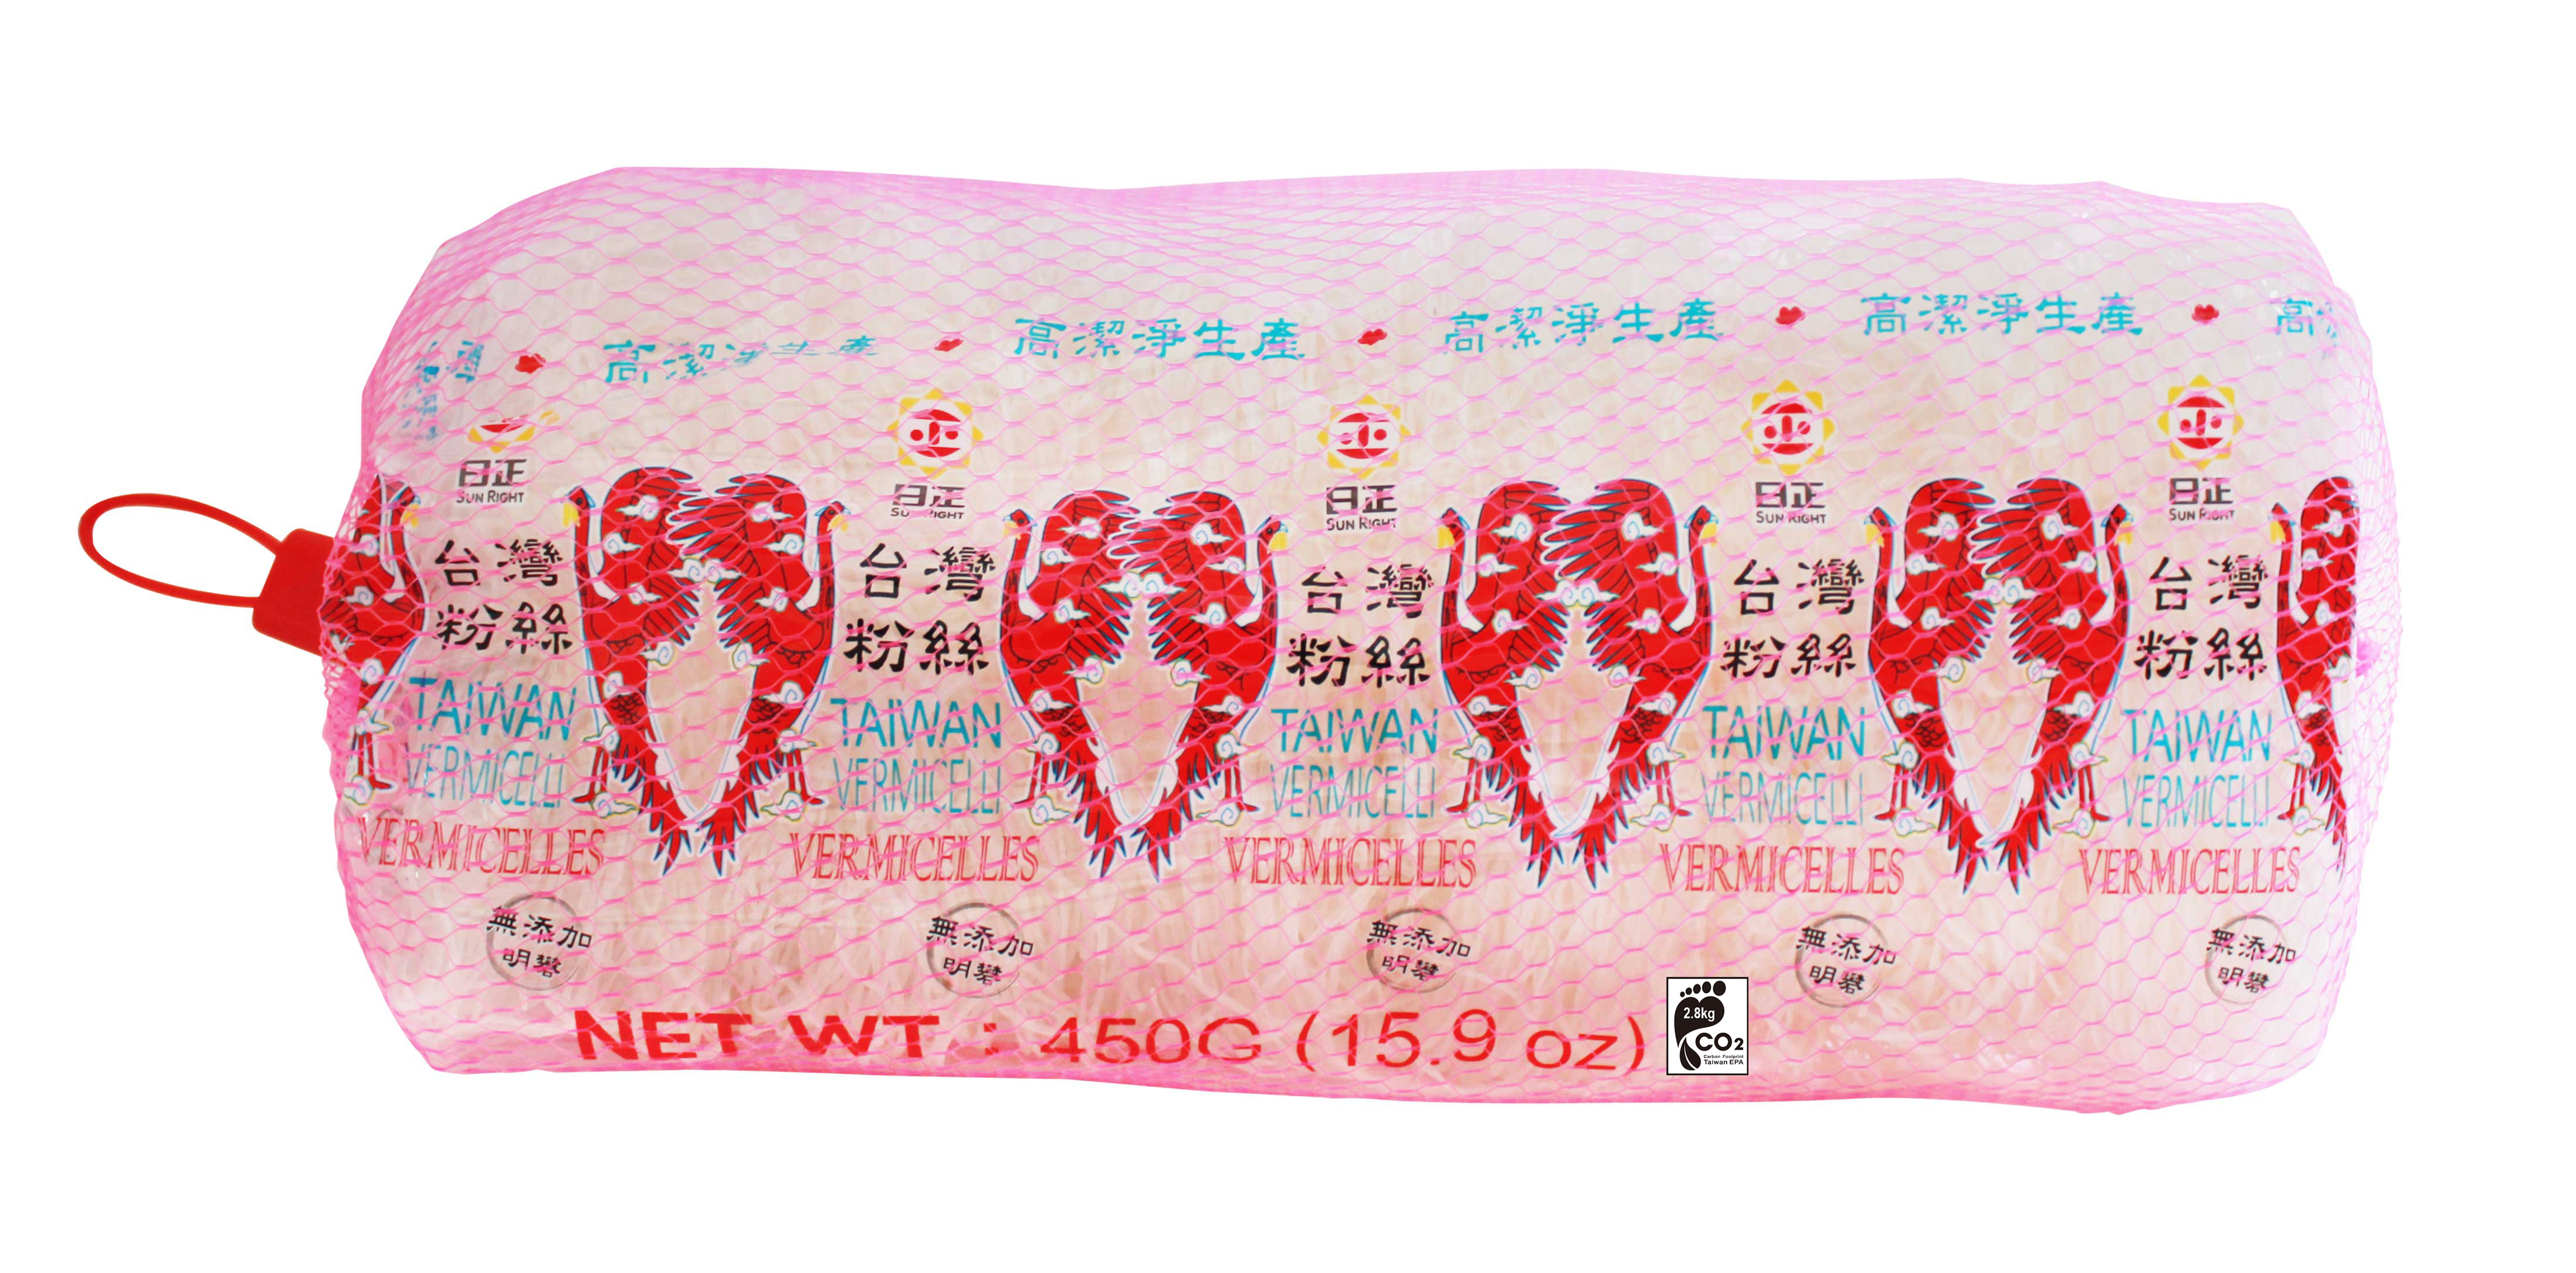 高潔淨生產 高潔淨生產 高潔淨生產 高潔淨生產 高
日正 日正 日正 日正 日正
SUN RIGHT SUN RIGHT SUN RIGHT SUN RIGHT SUN RIGHT
台灣 台灣 台灣 台灣 台灣
粉絲 粉絲 粉絲 粉絲 粉絲
TAIWAN TAIWAN TAIWAN TAIWAN TAIWAN
VERMICELLI VERMICELLI VERMICELLI VERMICELLI VERMICELLI
VERMICELLES VERMICELLES VERMICELLES VERMICELLES VERMICELLES
無添加 無添加 無添加 無添加 無添加
明礬 明礬 明礬 明礬 明礬
NET WT : 450G (15.9 oz)
2.8kg
CO2
Carbon Footprint
Taiwan EPA